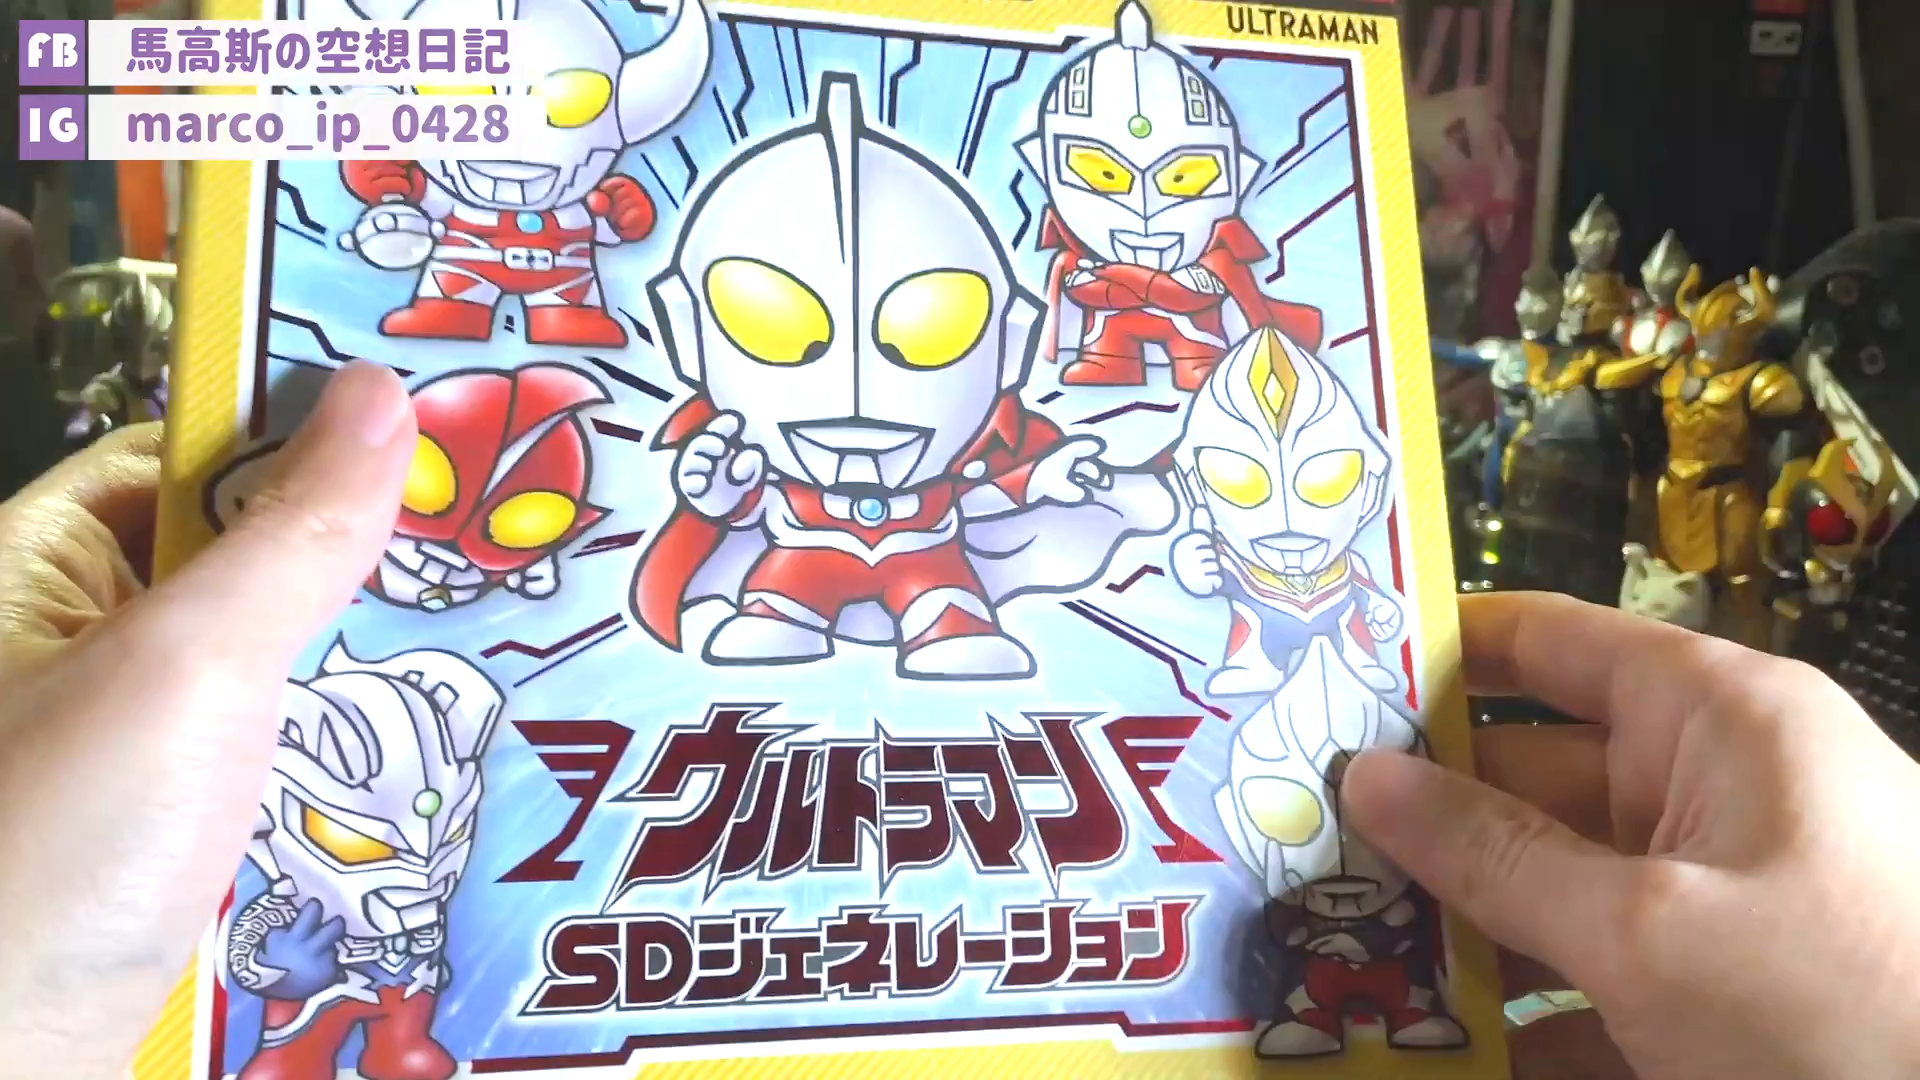 FB 馬高斯の空想日記
IG marco_ip_0428
ULTRAMAN
ウルトラマン
SDジェネレーション